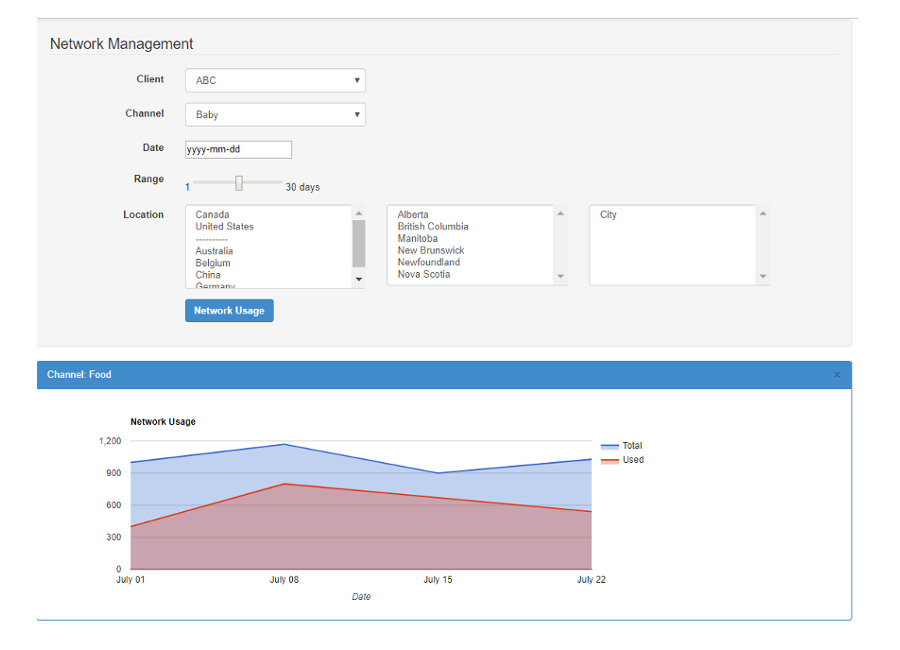 Network Management
Client
ABC
Channel
Baby
Date
yyyy-mm-dd
Range
1
30 days
Location
Canada
United States
----------
Australia
Belgium
China
Germany
Alberta
British Columbia
Manitoba
New Brunswick
Newfoundland
Nova Scotia
City
Network Usage
Channel: Food
×
Network Usage
1,200
900
600
300
0
July 01
July 08
July 15
July 22
Date
Total
Used